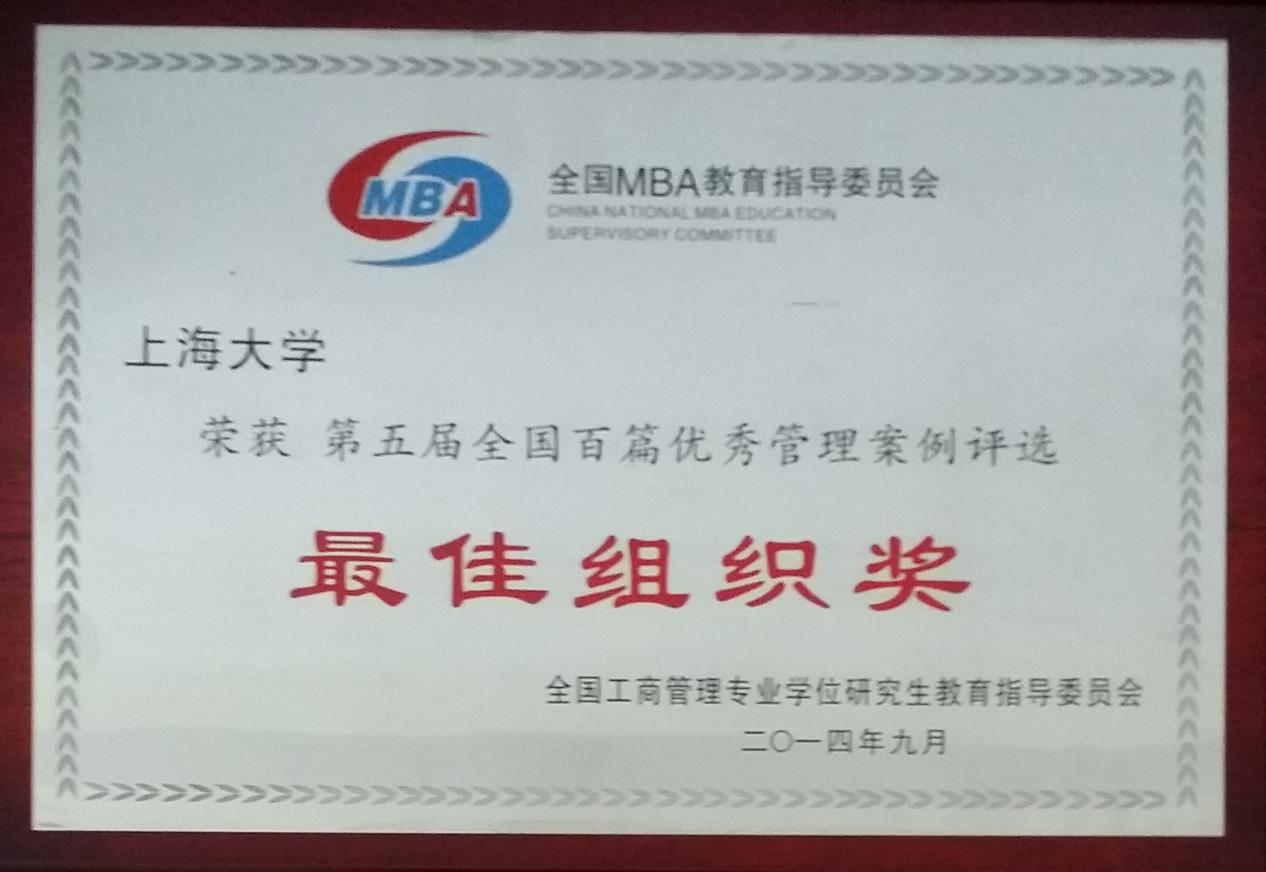 MBA
全国MBA教育指导委员会
CHINA NATIONAL MBA EDUCATION
SUPERVISORY COMMITTEE
上海大学
荣获 第五届全国百篇优秀管理案例评选
最佳组织奖
全国工商管理专业学位研究生教育指导委员会
二〇一四年九月